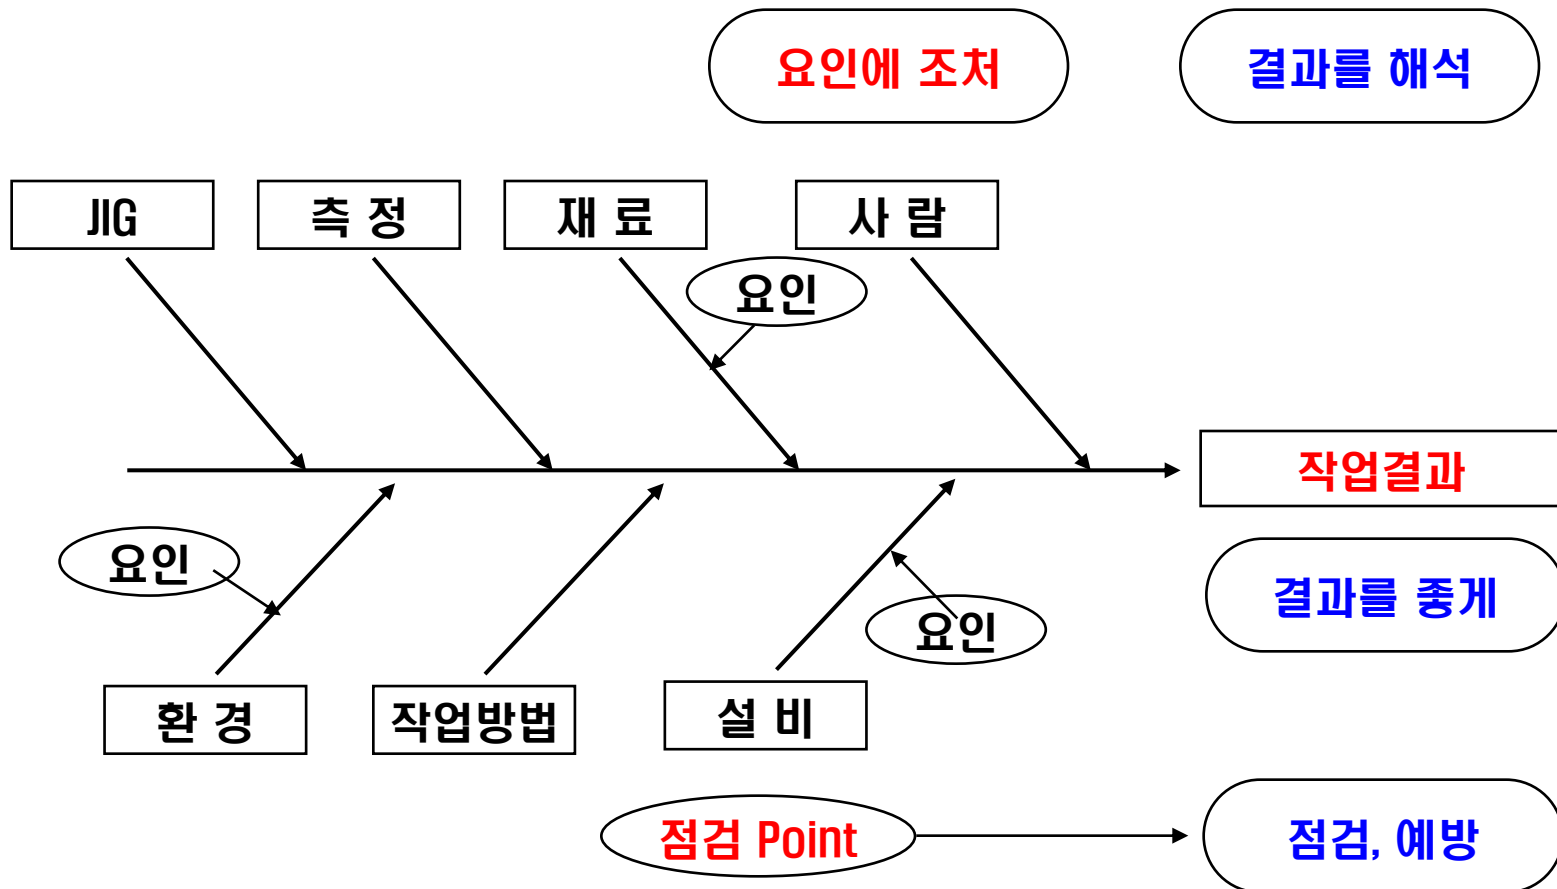 요인에 조처
결과를 해석
JIG
측 정
재 료
사 람
요인
작업결과
요인
결과를 좋게
요인
환 경
작업방법
설 비
점검 Point
점검, 예방